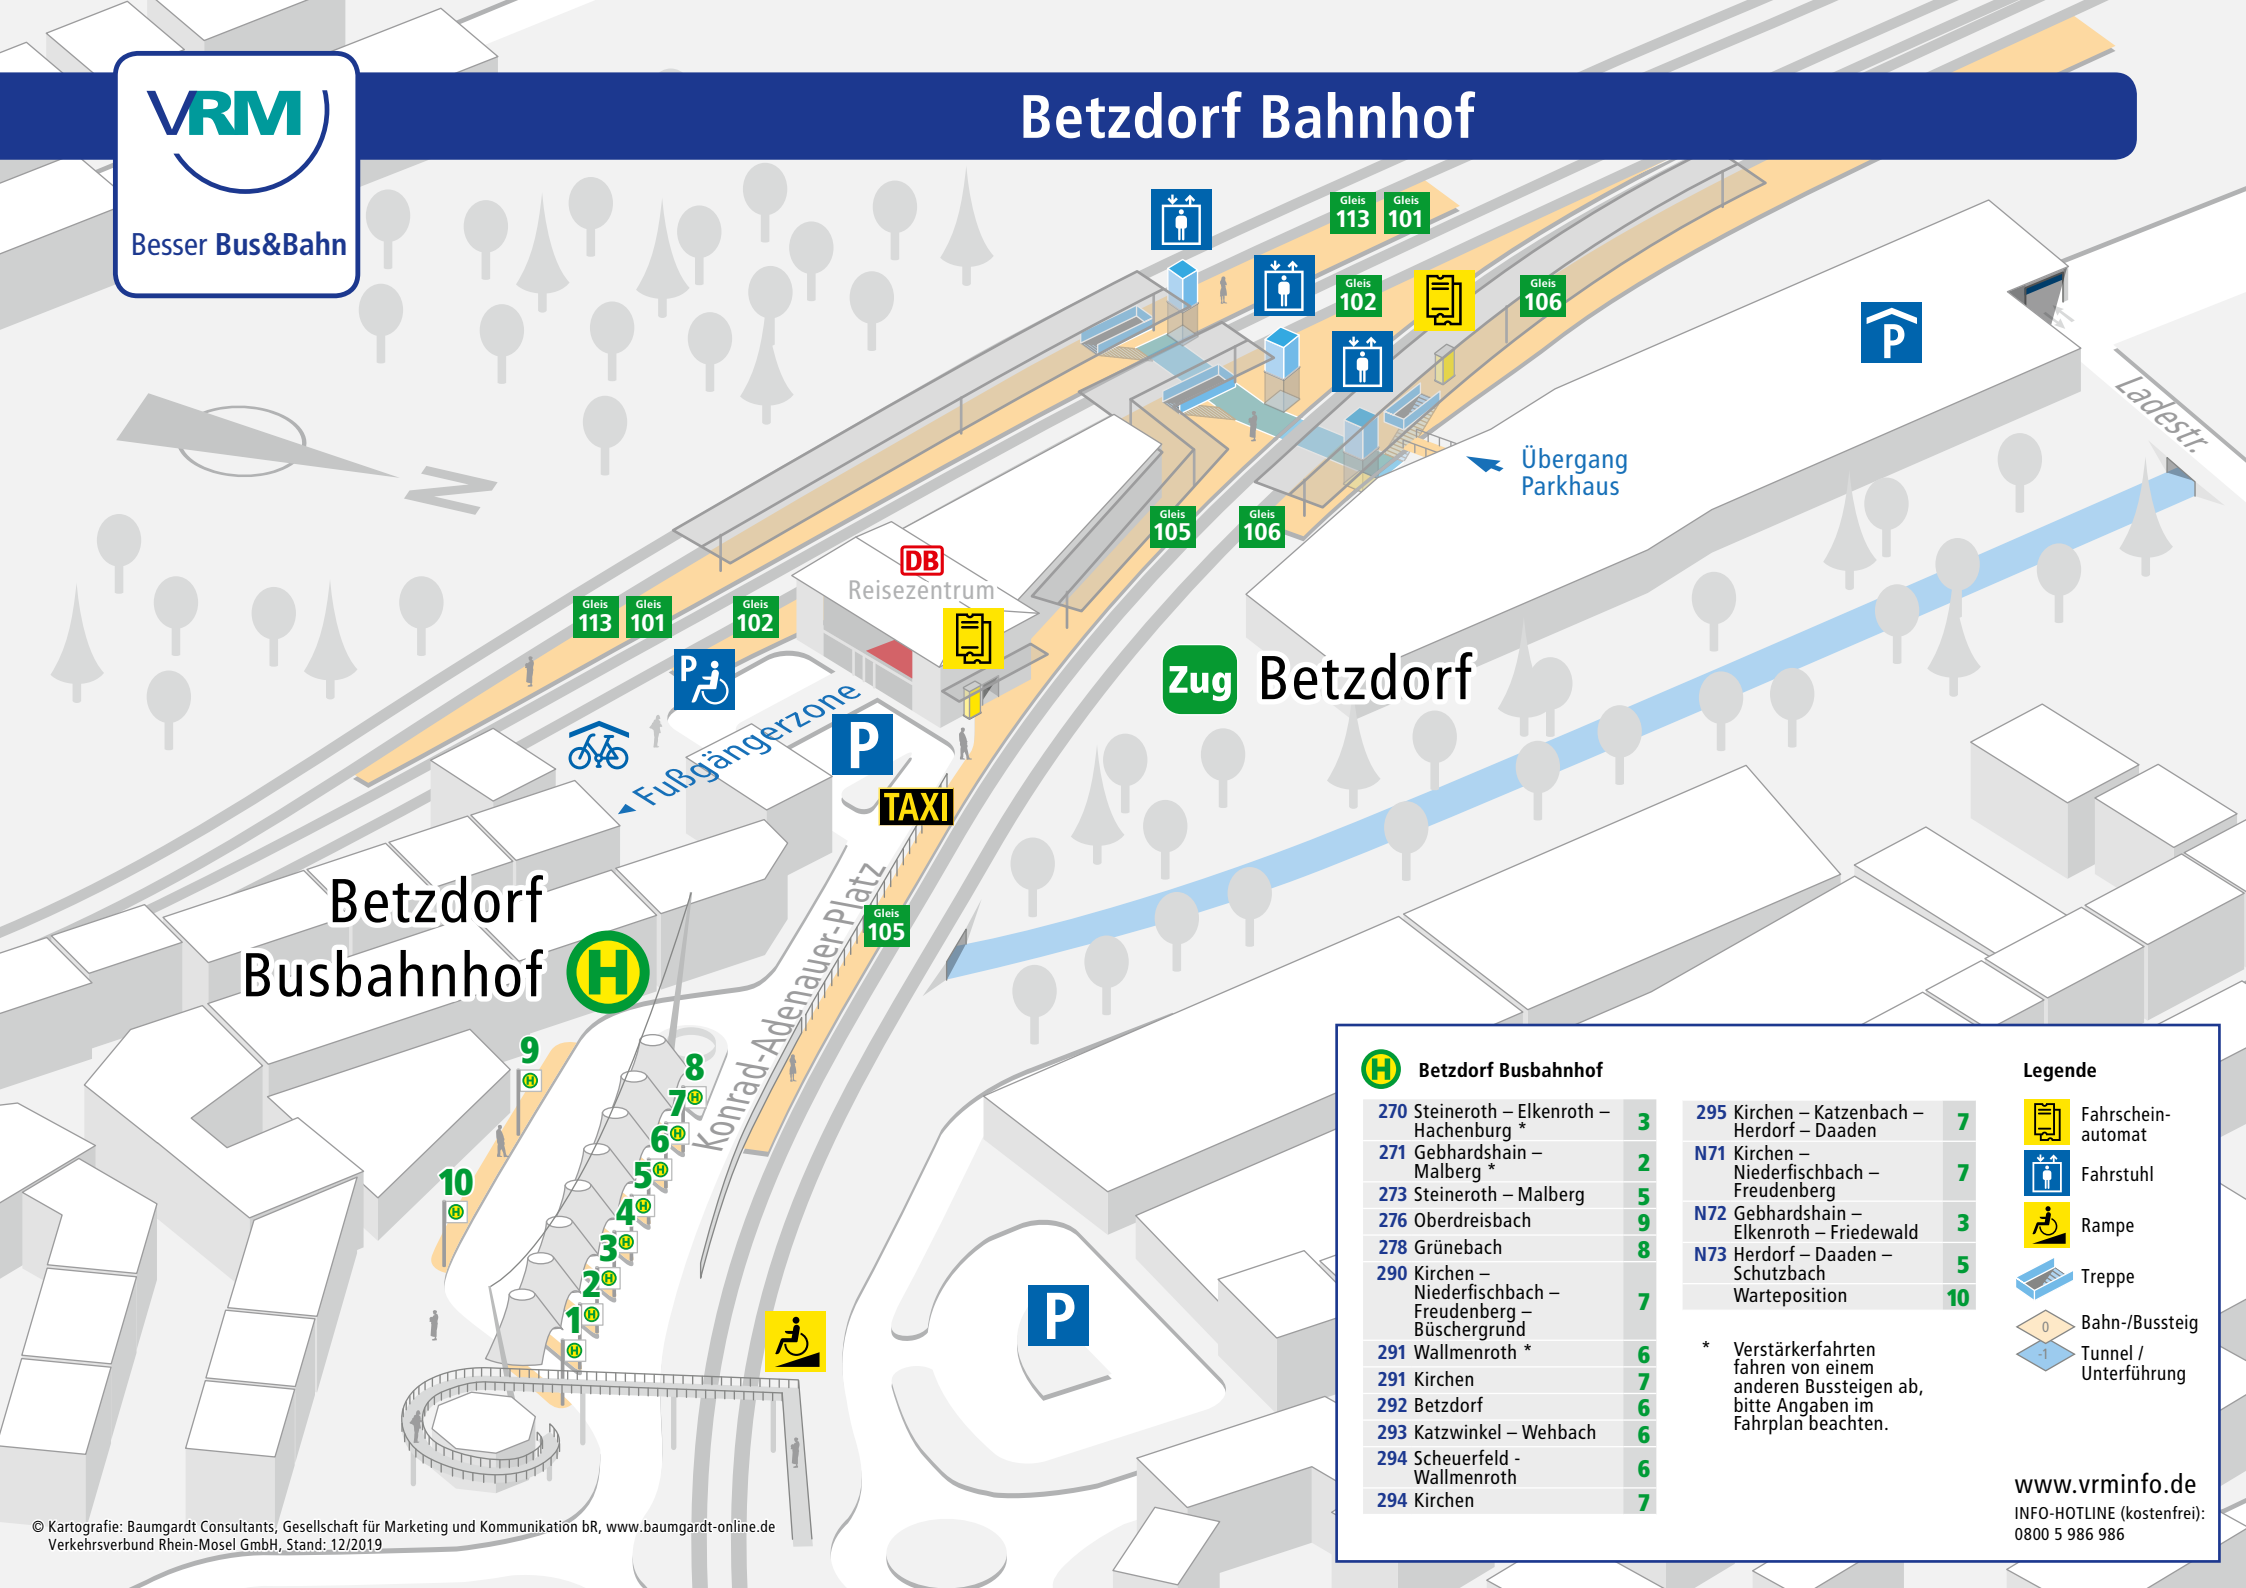 VRM
Besser Bus&Bahn
Betzdorf Bahnhof
Gleis 113
Gleis 101
Gleis 102
Gleis 106
P
Ladestr.
Übergang
Parkhaus
Gleis 105
Gleis 106
DB
Reisezentrum
N
Gleis 113
Gleis 101
Gleis 102
P
Zug Betzdorf
Fußgängerzone
P
TAXI
Konrad-Adenauer-Platz
Gleis 105
Betzdorf
Busbahnhof H
9
H
10
H
8
H
7
H
6
H
5
H
4
H
3
H
2
H
1
H
P
H Betzdorf Busbahnhof
270 Steineroth – Elkenroth –
Hachenburg * 3
271 Gebhardshain –
Malberg * 2
273 Steineroth – Malberg 5
276 Oberdreisbach 9
278 Grünebach 8
290 Kirchen –
Niederfischbach –
Freudenberg –
Büschergrund 7
291 Wallmenroth * 6
291 Kirchen 7
292 Betzdorf 6
293 Katzwinkel – Wehbach 6
294 Scheuerfeld -
Wallmenroth 6
294 Kirchen 7
295 Kirchen – Katzenbach –
Herdorf – Daaden 7
N71 Kirchen –
Niederfischbach –
Freudenberg 7
N72 Gebhardshain –
Elkenroth – Friedewald 3
N73 Herdorf – Daaden –
Schutzbach 5
Warteposition 10
* Verstärkerfahrten
fahren von einem
anderen Bussteigen ab,
bitte Angaben im
Fahrplan beachten.
Legende
Fahrschein-
automat
Fahrstuhl
Rampe
Treppe
0 Bahn-/Bussteig
-1 Tunnel /
Unterführung
www.vrminfo.de
INFO-HOTLINE (kostenfrei):
0800 5 986 986
© Kartografie: Baumgardt Consultants, Gesellschaft für Marketing und Kommunikation bR, www.baumgardt-online.de
Verkehrsverbund Rhein-Mosel GmbH, Stand: 12/2019